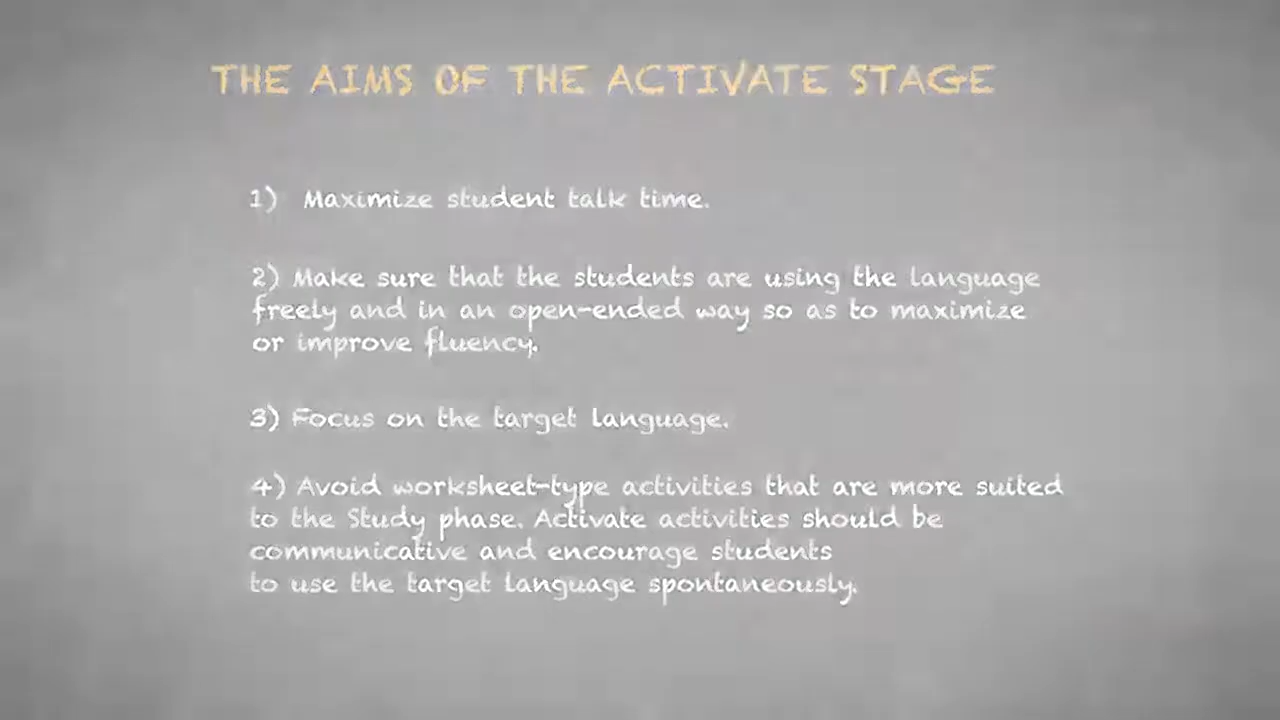 THE AIMS OF THE ACTIVATE STAGE
1) Maximize student talk time.
2) Make sure that the students are using the language
freely and in an open-ended way so as to maximize
or improve fluency.
3) Focus on the target language.
4) Avoid worksheet-type activities that are more suited
to the Study phase. Activate activities should be
communicative and encourage students
to use the target language spontaneously.